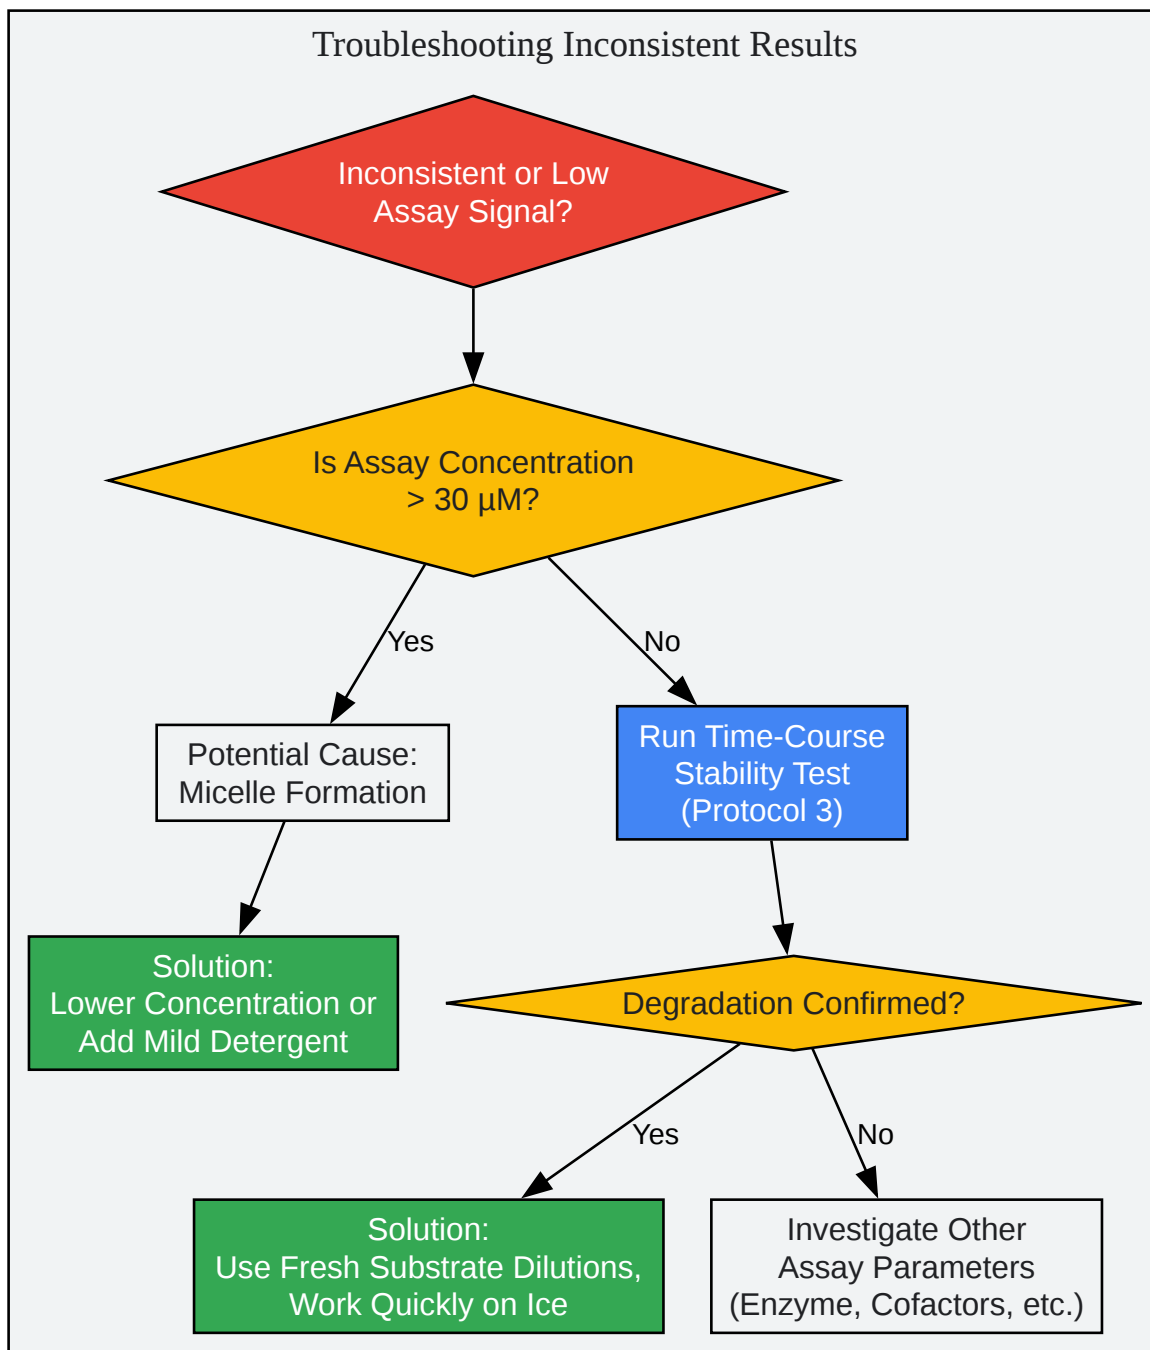 Troubleshooting Inconsistent Results
Inconsistent or Low
Assay Signal?
Is Assay Concentration
> 30 µM?
Yes
No
Potential Cause:
Micelle Formation
Run Time-Course
Stability Test
(Protocol 3)
Solution:
Lower Concentration or
Add Mild Detergent
Degradation Confirmed?
Yes
No
Solution:
Use Fresh Substrate Dilutions,
Work Quickly on Ice
Investigate Other
Assay Parameters
(Enzyme, Cofactors, etc.)